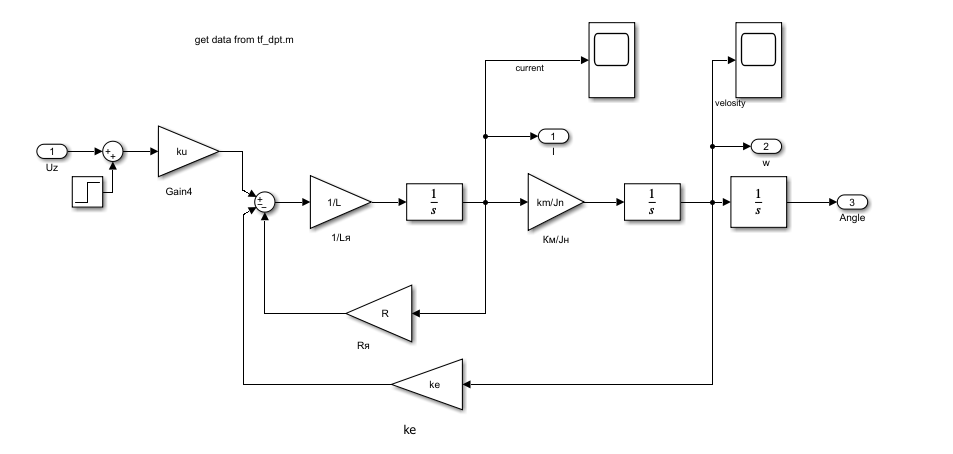 get data from tf_dpt.m
current
velosity
1
Uz
+
+
ku
Gain4
1
I
2
w
+
−
−
1/L
1/Lя
1
s
km/Jn
Kм/Jн
1
s
1
s
3
Angle
R
Rя
ke
ke